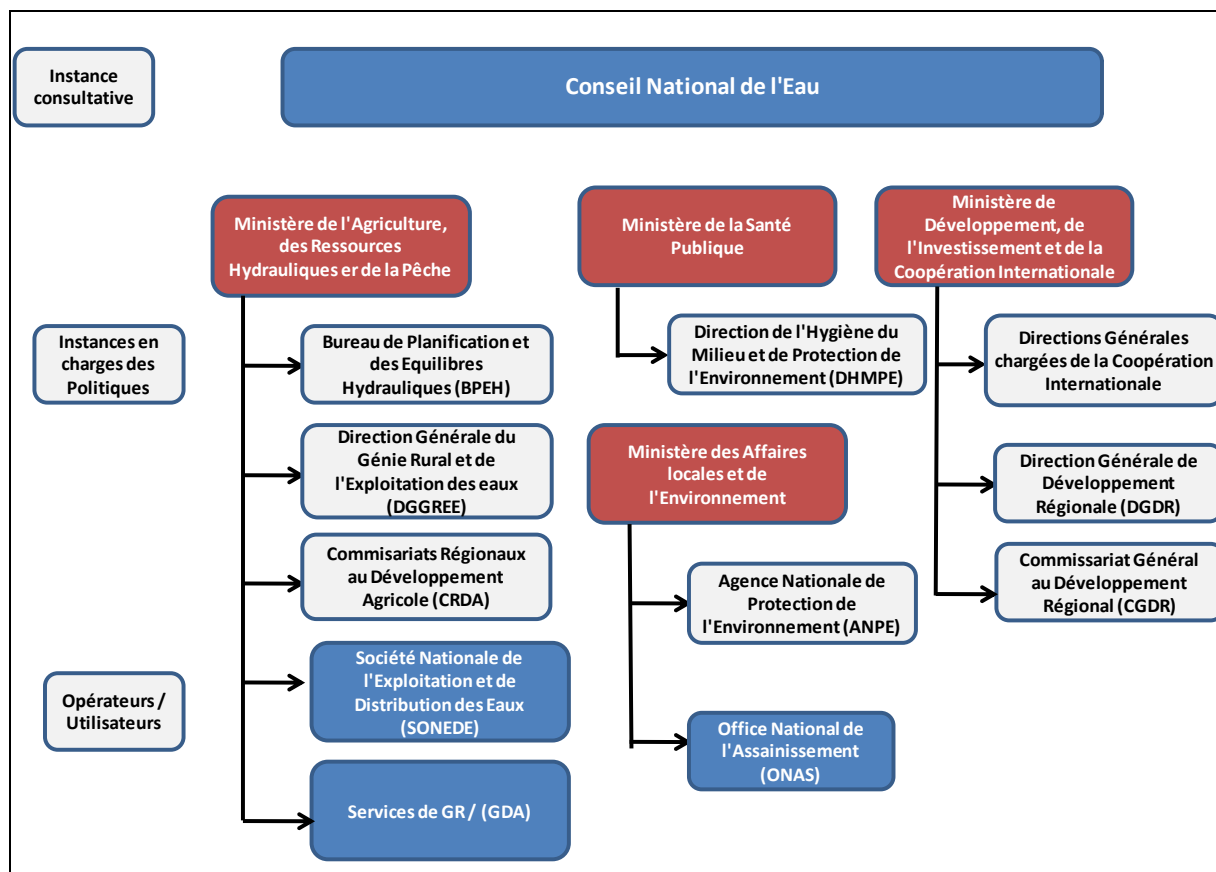 Instance
consultative
Conseil National de l'Eau
Ministère de l'Agriculture,
des Ressources
Hydrauliques er de la Pêche
Ministère de la Santé
Publique
Ministère de
Développement, de
l'Investissement et de la
Coopération Internationale
Instances en
charges des
Politiques
Bureau de Planification et
des Equilibres
Hydrauliques (BPEH)
Direction de l'Hygiène du
Milieu et de Protection de
l'Environnement (DHMPE)
Directions Générales
chargées de la Coopération
Internationale
Direction Générale du
Génie Rural et de
l'Exploitation des eaux
(DGGREE)
Ministère des Affaires
locales et de
l'Environnement
Direction Générale de
Développement
Régionale (DGDR)
Commisariats Régionaux
au Développement
Agricole (CRDA)
Agence Nationale de
Protection de
l'Environnement (ANPE)
Commissariat Général
au Développement
Régional (CGDR)
Opérateurs /
Utilisateurs
Société Nationale de
l'Exploitation et de
Distribution des Eaux
(SONEDE)
Office National de
l'Assainissement
(ONAS)
Services de GR / (GDA)